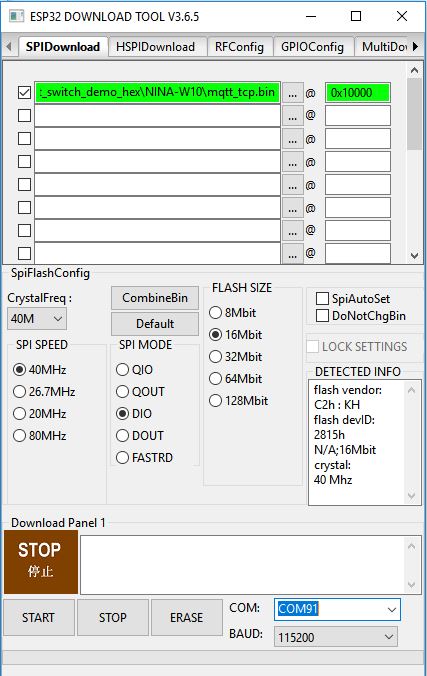 ESP32 DOWNLOAD TOOL V3.6.5
SPIDownload HSPIDownload RFConfig GPIOConfig MultiDow
t_switch_demo_hex\NINA-W10\mqtt_tcp.bin ... @ 0x10000
... @
... @
... @
... @
... @
... @
... @
SpiFlashConfig
CrystalFreq :
40M
CombineBin
Default
SPI SPEED
40MHz
26.7MHz
20MHz
80MHz
SPI MODE
QIO
QOUT
DIO
DOUT
FASTRD
FLASH SIZE
8Mbit
16Mbit
32Mbit
64Mbit
128Mbit
SpiAutoSet
DoNotChgBin
LOCK SETTINGS
DETECTED INFO
flash vendor:
C2h : KH
flash devID:
2815h
N/A;16Mbit
crystal:
40 Mhz
Download Panel 1
STOP
停止
START STOP ERASE
COM: COM91
BAUD: 115200